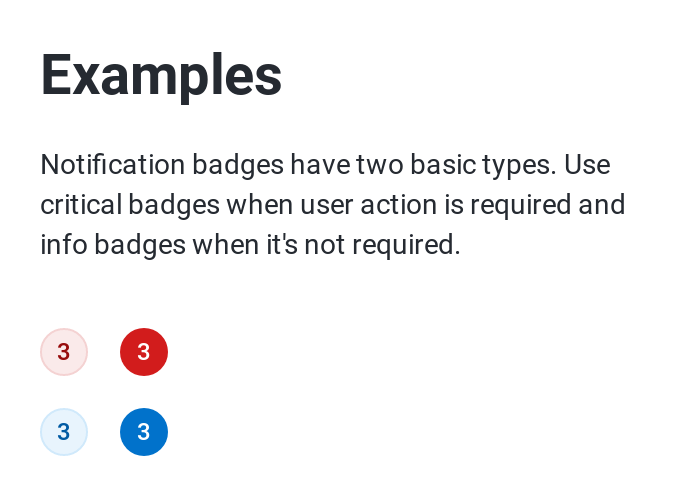 Examples
Notification badges have two basic types. Use
critical badges when user action is required and
info badges when it's not required.
3 3
3 3